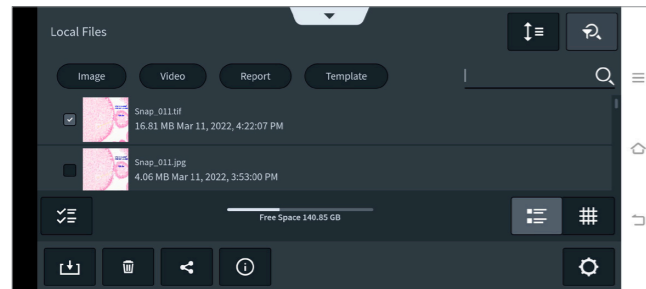 Local Files
Image
Video
Report
Template
Snap_011.tif
16.81 MB Mar 11, 2022, 4:22:07 PM
Snap_011.jpg
4.06 MB Mar 11, 2022, 3:53:00 PM
Free Space 140.85 GB